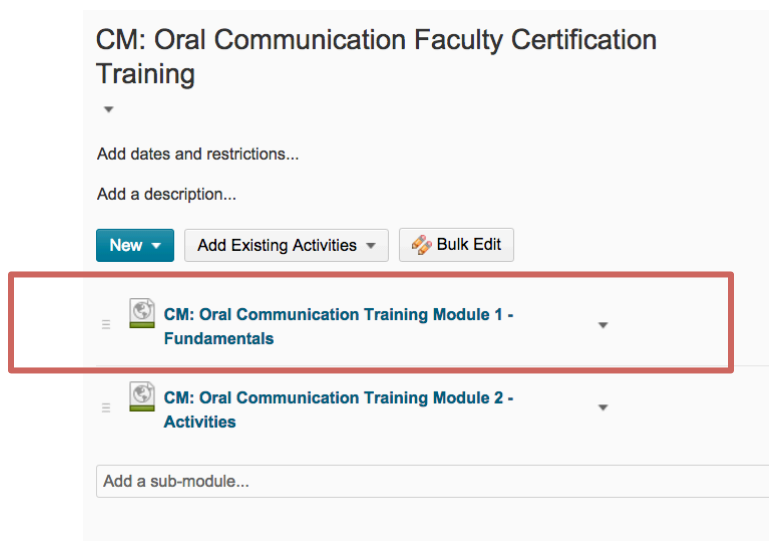 CM: Oral Communication Faculty Certification
Training
Add dates and restrictions...
Add a description...
New Add Existing Activities Bulk Edit
CM: Oral Communication Training Module 1 -
Fundamentals
CM: Oral Communication Training Module 2 -
Activities
Add a sub-module...